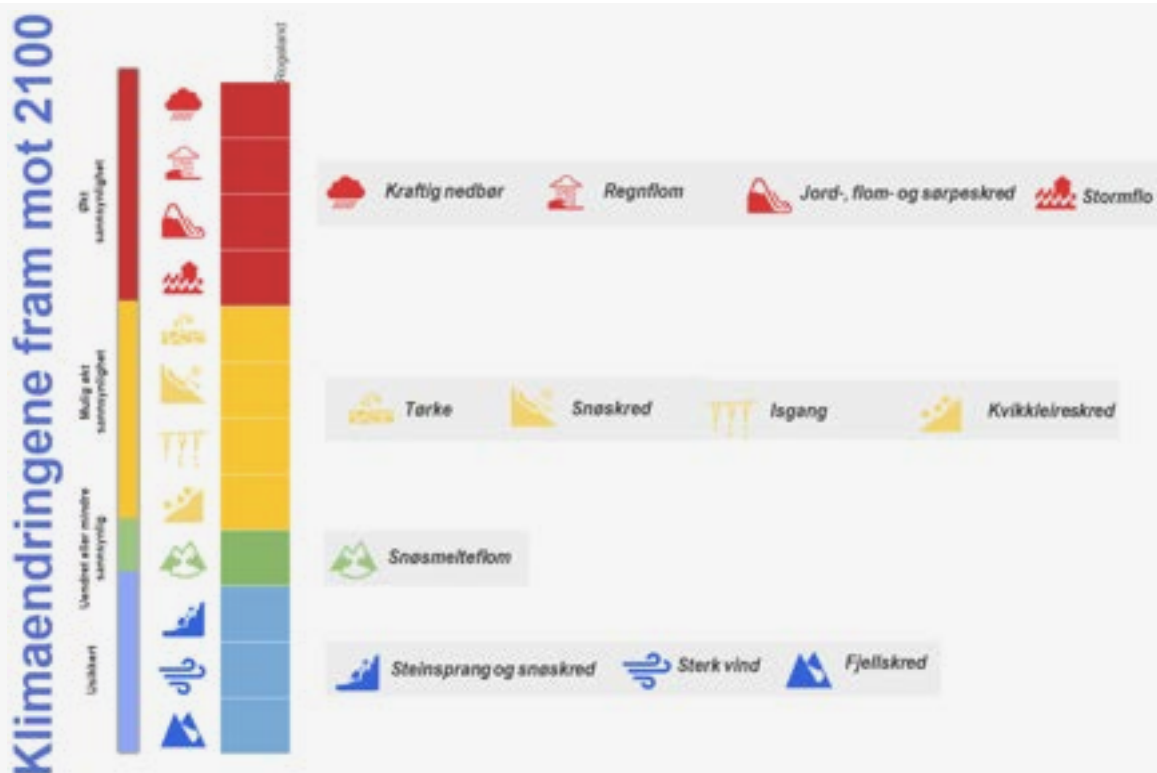 Klimaendringene fram mot 2100
Rogaland
Økt
sannsynlighet
Kraftig nedbør
Regnflom
Jord-, flom- og sørpeskred
Stormflo
Mulig økt
sannsynlighet
Tørke
Snøskred
Isgang
Kvikkleireskred
Uendret eller mindre
sannsynlig
Snøsmelteflom
Usikkert
Steinsprang og snøskred
Sterk vind
Fjellskred